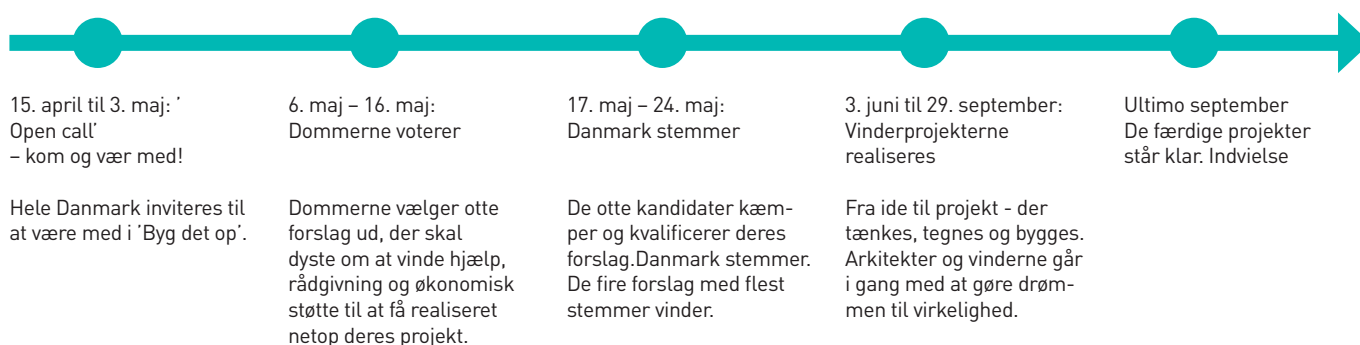 15. april til 3. maj: '
Open call'
– kom og vær med!
Hele Danmark inviteres til
at være med i 'Byg det op'.
6. maj – 16. maj:
Dommerne voterer
Dommerne vælger otte
forslag ud, der skal
dyste om at vinde hjælp,
rådgivning og økonomisk
støtte til at få realiseret
netop deres projekt.
17. maj – 24. maj:
Danmark stemmer
De otte kandidater kæm-
per og kvalificerer deres
forslag.Danmark stemmer.
De fire forslag med flest
stemmer vinder.
3. juni til 29. september:
Vinderprojekterne
realiseres
Fra ide til projekt - der
tænkes, tegnes og bygges.
Arkitekter og vinderne går
i gang med at gøre drøm-
men til virkelighed.
Ultimo september
De færdige projekter
står klar. Indvielse